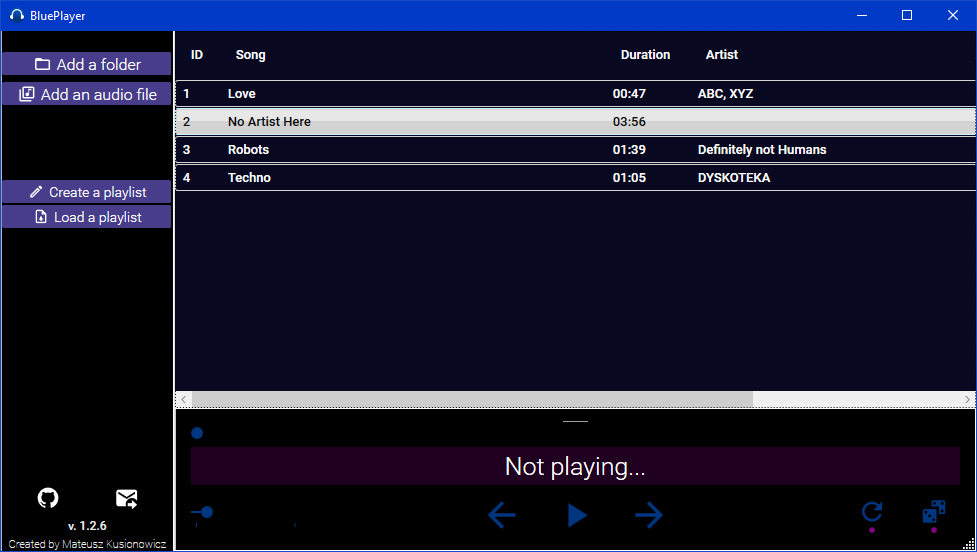 BluePlayer
Add a folder
Add an audio file
Create a playlist
Load a playlist
v. 1.2.6
Created by Mateusz Kusionowicz
ID Song Duration Artist
1 Love 00:47 ABC, XYZ
2 No Artist Here 03:56
3 Robots 01:39 Definitely not Humans
4 Techno 01:05 DYSKOTEKA
Not playing...